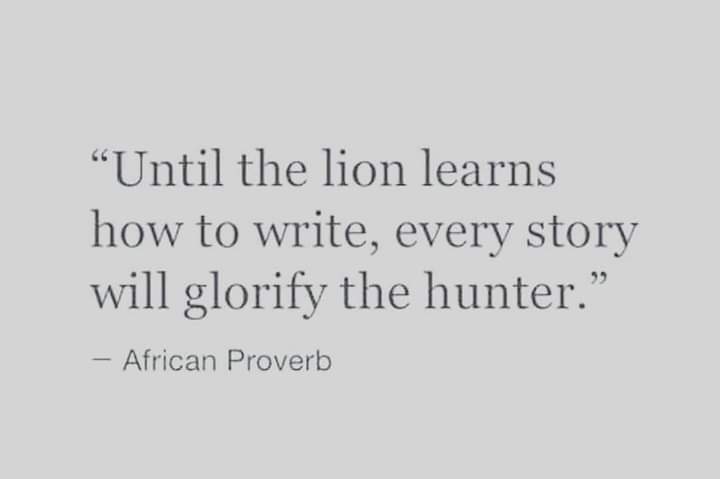 “Until the lion learns
how to write, every story
will glorify the hunter.”
— African Proverb